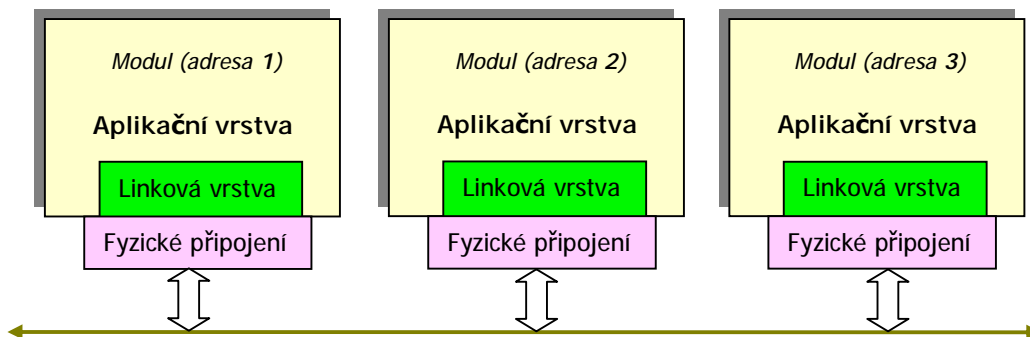 Modul (adresa 1)
Aplikační vrstva
Linková vrstva
Fyzické připojení
Modul (adresa 2)
Aplikační vrstva
Linková vrstva
Fyzické připojení
Modul (adresa 3)
Aplikační vrstva
Linková vrstva
Fyzické připojení